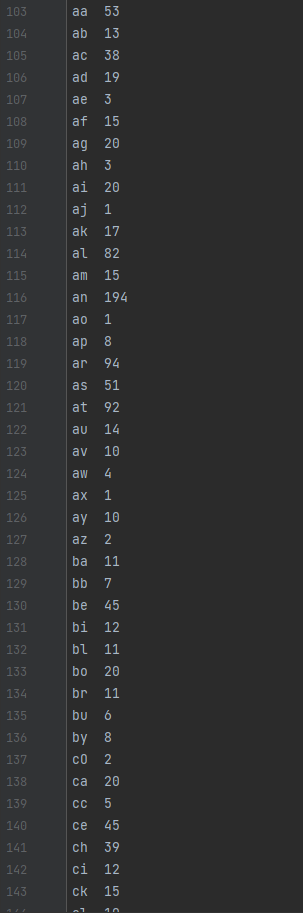 103 aa 53
104 ab 13
105 ac 38
106 ad 19
107 ae 3
108 af 15
109 ag 20
110 ah 3
111 ai 20
112 aj 1
113 ak 17
114 al 82
115 am 15
116 an 194
117 ao 1
118 ap 8
119 ar 94
120 as 51
121 at 92
122 au 14
123 av 10
124 aw 4
125 ax 1
126 ay 10
127 az 2
128 ba 11
129 bb 7
130 be 45
131 bi 12
132 bl 11
133 bo 20
134 br 11
135 bu 6
136 by 8
137 cO 2
138 ca 20
139 cc 5
140 ce 45
141 ch 39
142 ci 12
143 ck 15